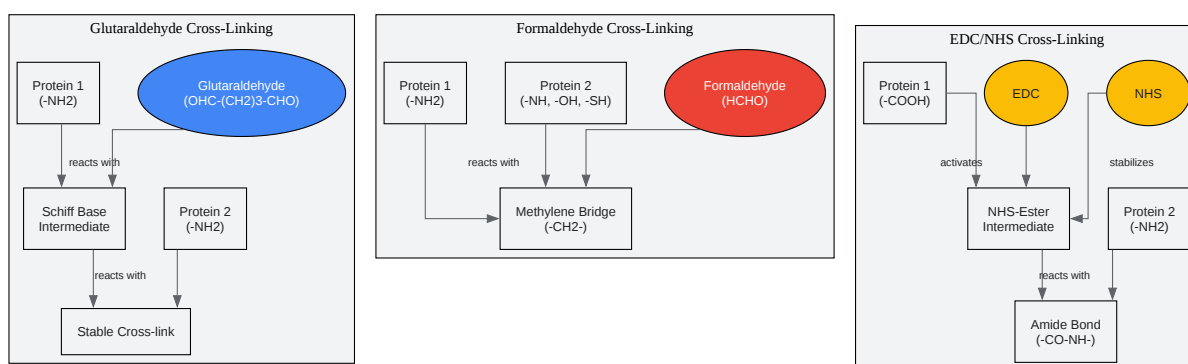 Glutaraldehyde Cross-Linking
Protein 1
(-NH2)
Glutaraldehyde
(OHC-(CH2)3-CHO)
reacts with
Schiff Base
Intermediate
Protein 2
(-NH2)
reacts with
Stable Cross-link
Formaldehyde Cross-Linking
Protein 1
(-NH2)
Protein 2
(-NH, -OH, -SH)
Formaldehyde
(HCHO)
reacts with
Methylene Bridge
(-CH2-)
EDC/NHS Cross-Linking
Protein 1
(-COOH)
EDC
NHS
activates
stabilizes
NHS-Ester
Intermediate
Protein 2
(-NH2)
reacts with
Amide Bond
(-CO-NH-)